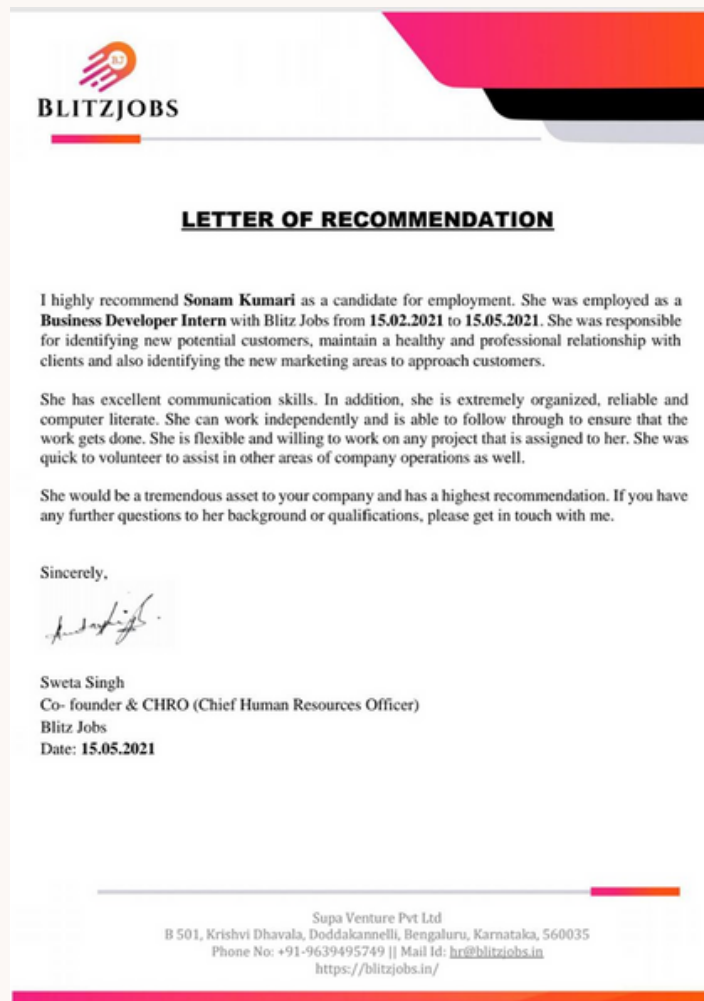 BJ
BLITZJOBS
LETTER OF RECOMMENDATION
I highly recommend Sonam Kumari as a candidate for employment. She was employed as a
Business Developer Intern with Blitz Jobs from 15.02.2021 to 15.05.2021. She was responsible
for identifying new potential customers, maintain a healthy and professional relationship with
clients and also identifying the new marketing areas to approach customers.
She has excellent communication skills. In addition, she is extremely organized, reliable and
computer literate. She can work independently and is able to follow through to ensure that the
work gets done. She is flexible and willing to work on any project that is assigned to her. She was
quick to volunteer to assist in other areas of company operations as well.
She would be a tremendous asset to your company and has a highest recommendation. If you have
any further questions to her background or qualifications, please get in touch with me.
Sincerely,
Sweta Singh
Co- founder & CHRO (Chief Human Resources Officer)
Blitz Jobs
Date: 15.05.2021
Supa Venture Pvt Ltd
B 501, Krishvi Dhavala, Doddakannelli, Bengaluru, Karnataka, 560035
Phone No: +91-9639495749 || Mail Id: hr@blitzjobs.in
https://blitzjobs.in/